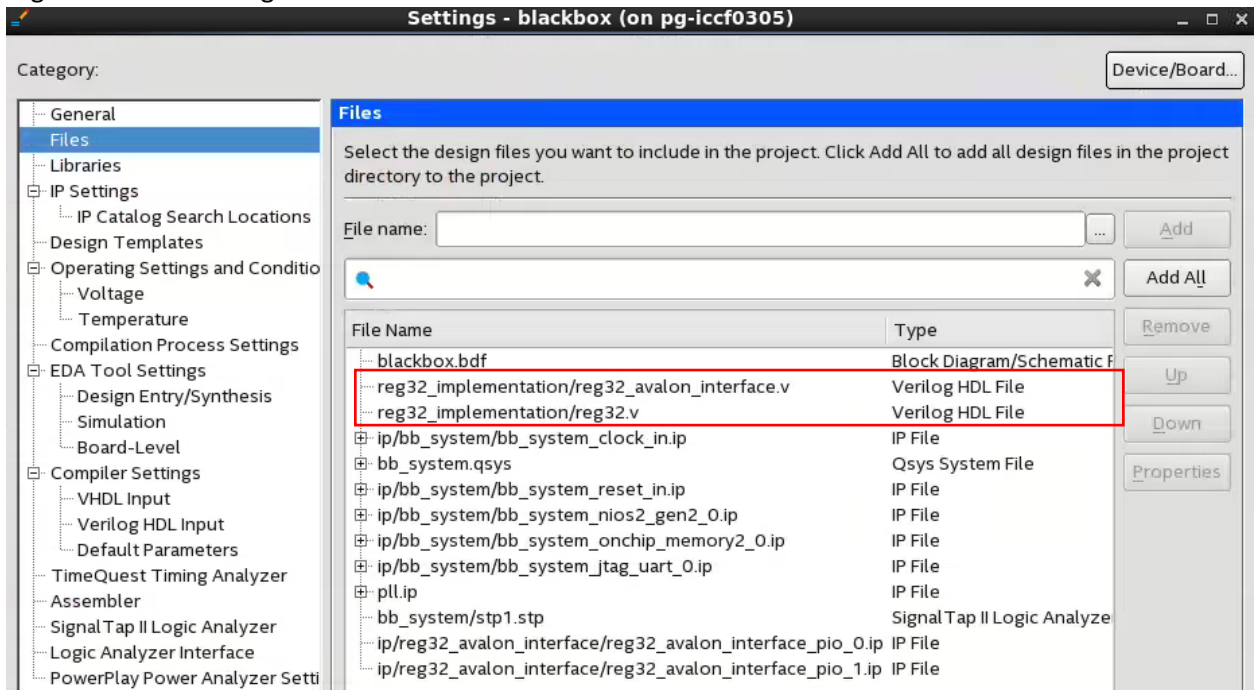 Settings - blackbox (on pg-iccf0305)
Category:
Device/Board...
General
Files
Libraries
IP Settings
IP Catalog Search Locations
Design Templates
Operating Settings and Conditio
Voltage
Temperature
Compilation Process Settings
EDA Tool Settings
Design Entry/Synthesis
Simulation
Board-Level
Compiler Settings
VHDL Input
Verilog HDL Input
Default Parameters
TimeQuest Timing Analyzer
Assembler
SignalTap II Logic Analyzer
Logic Analyzer Interface
PowerPlay Power Analyzer Setti
Files
Select the design files you want to include in the project. Click Add All to add all design files in the project
directory to the project.
File name:
...
Add
Add All
File Name Type
Remove
Up
Down
Properties
blackbox.bdf Block Diagram/Schematic F
reg32_implementation/reg32_avalon_interface.v Verilog HDL File
reg32_implementation/reg32.v Verilog HDL File
ip/bb_system/bb_system_clock_in.ip IP File
bb_system.qsys Qsys System File
ip/bb_system/bb_system_reset_in.ip IP File
ip/bb_system/bb_system_nios2_gen2_0.ip IP File
ip/bb_system/bb_system_onchip_memory2_0.ip IP File
ip/bb_system/bb_system_jtag_uart_0.ip IP File
pll.ip IP File
bb_system/stp1.stp SignalTap II Logic Analyze
ip/reg32_avalon_interface/reg32_avalon_interface_pio_0.ip IP File
ip/reg32_avalon_interface/reg32_avalon_interface_pio_1.ip IP File